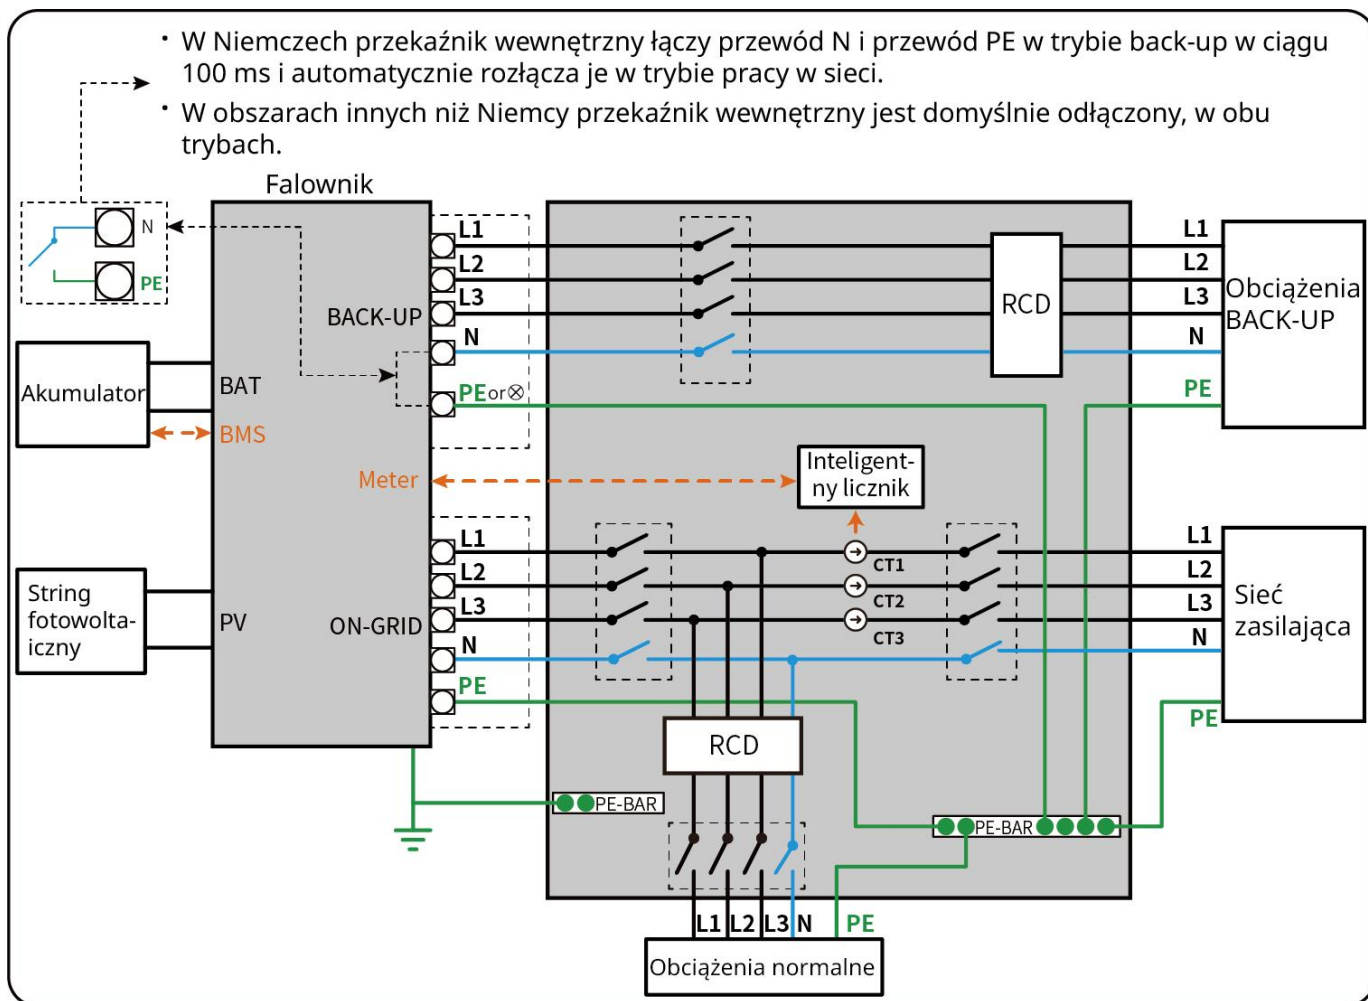 · W Niemczech przekaźnik wewnętrzny łączy przewód N i przewód PE w trybie back-up w ciągu
100 ms i automatycznie rozłącza je w trybie pracy w sieci.
· W obszarach innych niż Niemcy przekaźnik wewnętrzny jest domyślnie odłączony, w obu
trybach.
Falownik
N
PE
L1
L2
L3
N
PE or ⊗
BACK-UP
RCD
L1
L2
L3
N
PE
Obciążenia
BACK-UP
Akumulator
BAT
BMS
Meter
Inteligent-
ny licznik
L1
L2
L3
N
PE
ON-GRID
CT1
CT2
CT3
L1
L2
L3
N
PE
Sieć
zasilająca
String
fotowolta-
iczny
PV
RCD
PE-BAR
PE-BAR
L1 L2 L3 N PE
Obciążenia normalne